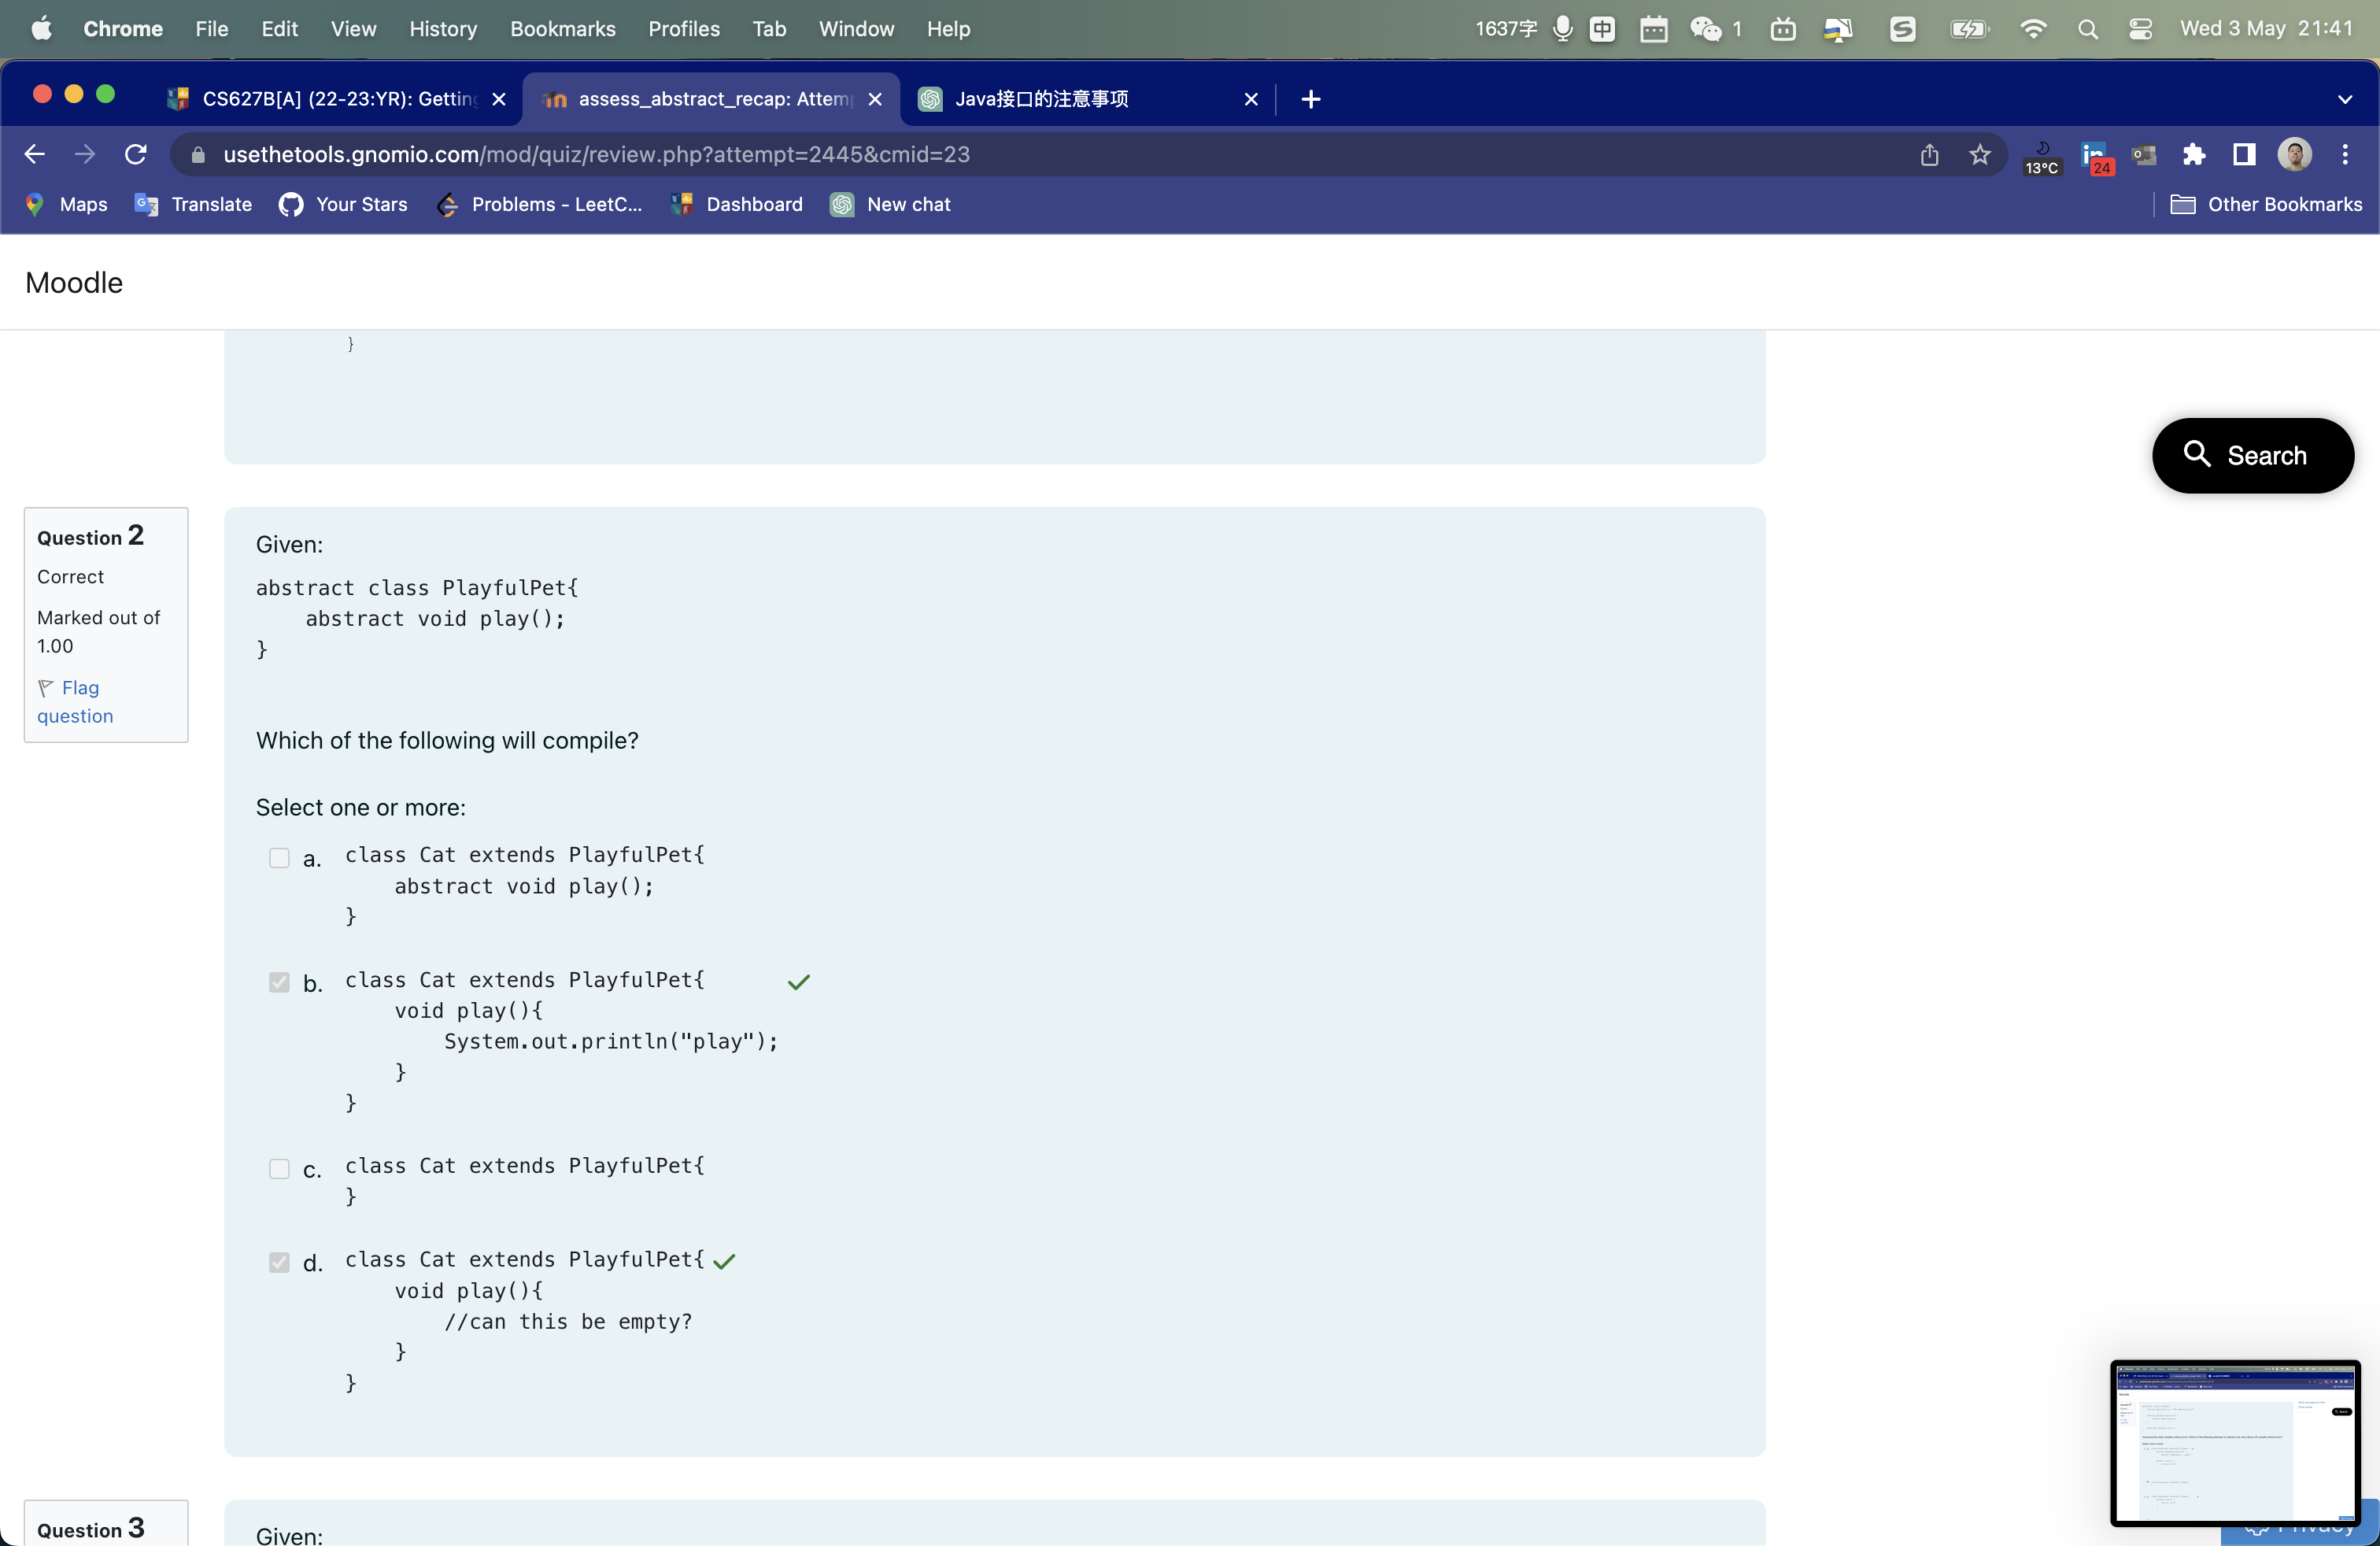 Chrome File Edit View History Bookmarks Profiles Tab Window Help 1637字 中 1 Wed 3 May 21:41
CS627B[A] (22-23:YR): Getting assess_abstract_recap: Attem Java接口的注意事项
usethetools.gnomio.com/mod/quiz/review.php?attempt=2445&cmid=23 13°C 24
Maps Translate Your Stars Problems - LeetC... Dashboard New chat Other Bookmarks
Moodle
}
Search
Question 2
Correct
Marked out of
1.00
Flag
question
Given:
abstract class PlayfulPet{
    abstract void play();
}
Which of the following will compile?
Select one or more:
a. class Cat extends PlayfulPet{
    abstract void play();
}
b. class Cat extends PlayfulPet{
    void play(){
        System.out.println("play");
    }
}
c. class Cat extends PlayfulPet{
}
d. class Cat extends PlayfulPet{
    void play(){
        //can this be empty?
    }
}
Question 3
Given:
Privacy